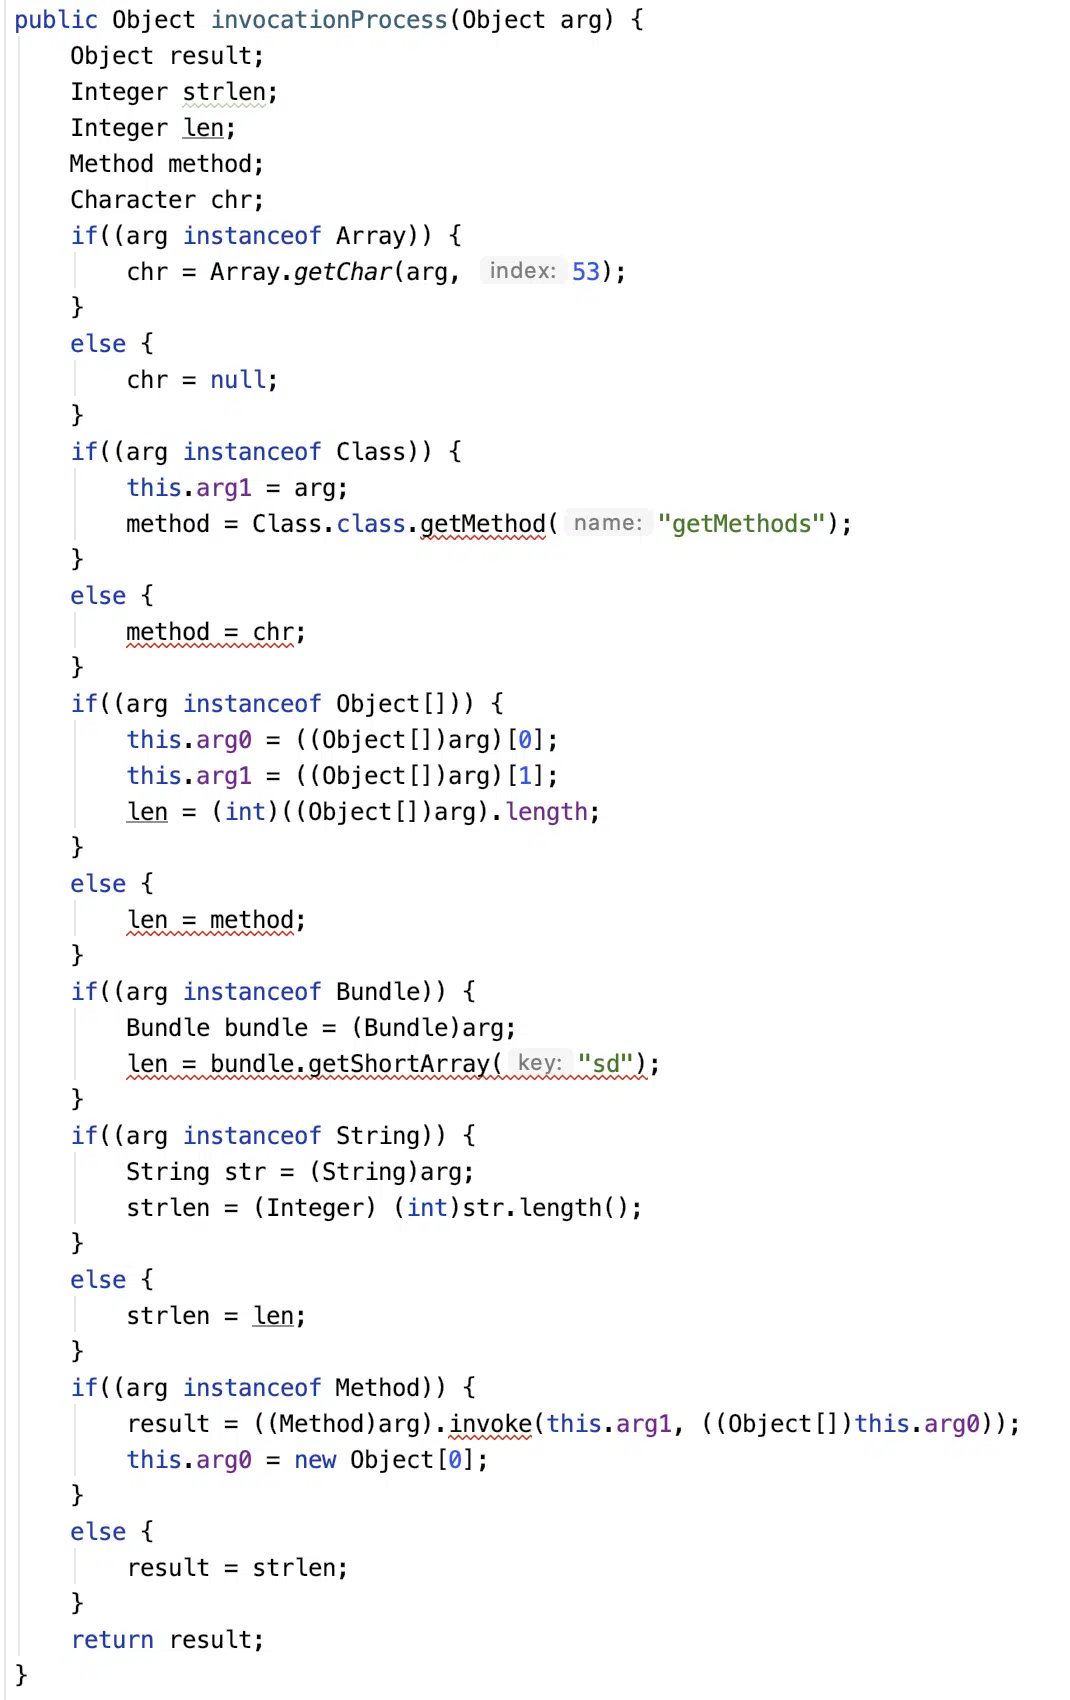 public Object invocationProcess(Object arg) {
    Object result;
    Integer strlen;
    Integer len;
    Method method;
    Character chr;
    if((arg instanceof Array)) {
        chr = Array.getChar(arg, index: 53);
    }
    else {
        chr = null;
    }
    if((arg instanceof Class)) {
        this.arg1 = arg;
        method = Class.class.getMethod( name: "getMethods");
    }
    else {
        method = chr;
    }
    if((arg instanceof Object[])) {
        this.arg0 = ((Object[])arg)[0];
        this.arg1 = ((Object[])arg)[1];
        len = (int)((Object[])arg).length;
    }
    else {
        len = method;
    }
    if((arg instanceof Bundle)) {
        Bundle bundle = (Bundle)arg;
        len = bundle.getShortArray( key: "sd");
    }
    if((arg instanceof String)) {
        String str = (String)arg;
        strlen = (Integer) (int)str.length();
    }
    else {
        strlen = len;
    }
    if((arg instanceof Method)) {
        result = ((Method)arg).invoke(this.arg1, ((Object[])this.arg0));
        this.arg0 = new Object[0];
    }
    else {
        result = strlen;
    }
    return result;
}